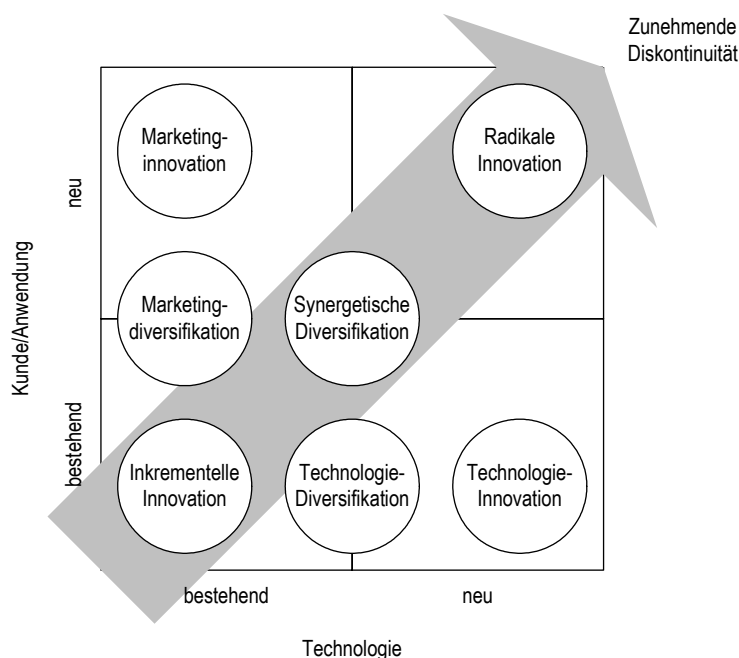 Zunehmende
Diskontinuität
Marketing-
innovation
Radikale
Innovation
neu
Kunde/Anwendung
Marketing-
diversifikation
Synergetische
Diversifikation
bestehend
Inkrementelle
Innovation
Technologie-
Diversifikation
Technologie-
Innovation
bestehend
neu
Technologie